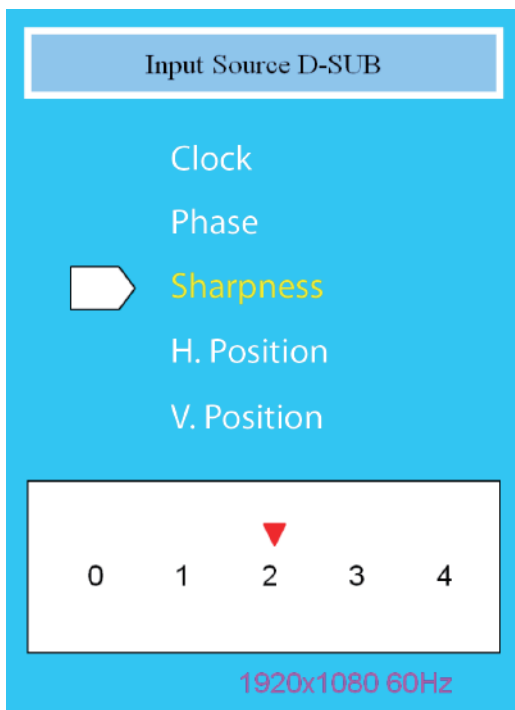 Input Source D-SUB
Clock
Phase
Sharpness
H. Position
V. Position
0 1 2 3 4
1920x1080 60Hz